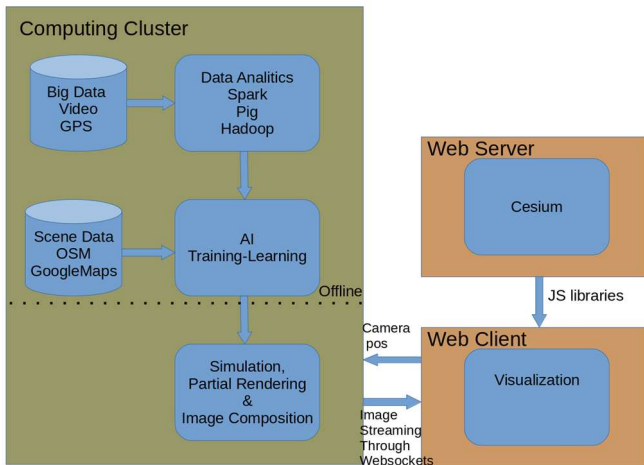 Computing Cluster
Big Data
Video
GPS
Data Analitics
Spark
Pig
Hadoop
Scene Data
OSM
GoogleMaps
AI
Training-Learning
Offline
Simulation,
Partial Rendering
&
Image Composition
Web Server
Cesium
JS libraries
Camera
pos
Web Client
Visualization
Image
Streaming
Through
Websockets